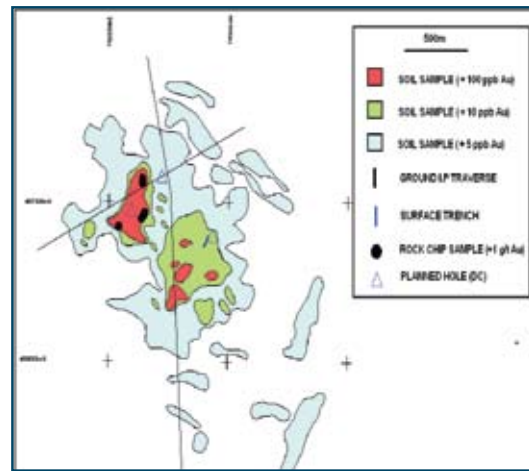 500m
SOIL SAMPLE (+ 100 ppb Au)
SOIL SAMPLE (+ 10 ppb Au)
SOIL SAMPLE (+ 5 ppb Au)
GROUND I.P TRAVERSE
SURFACE TRENCH
ROCK CHIP SAMPLE (+1 g/t Au)
PLANNED HOLE (DC)